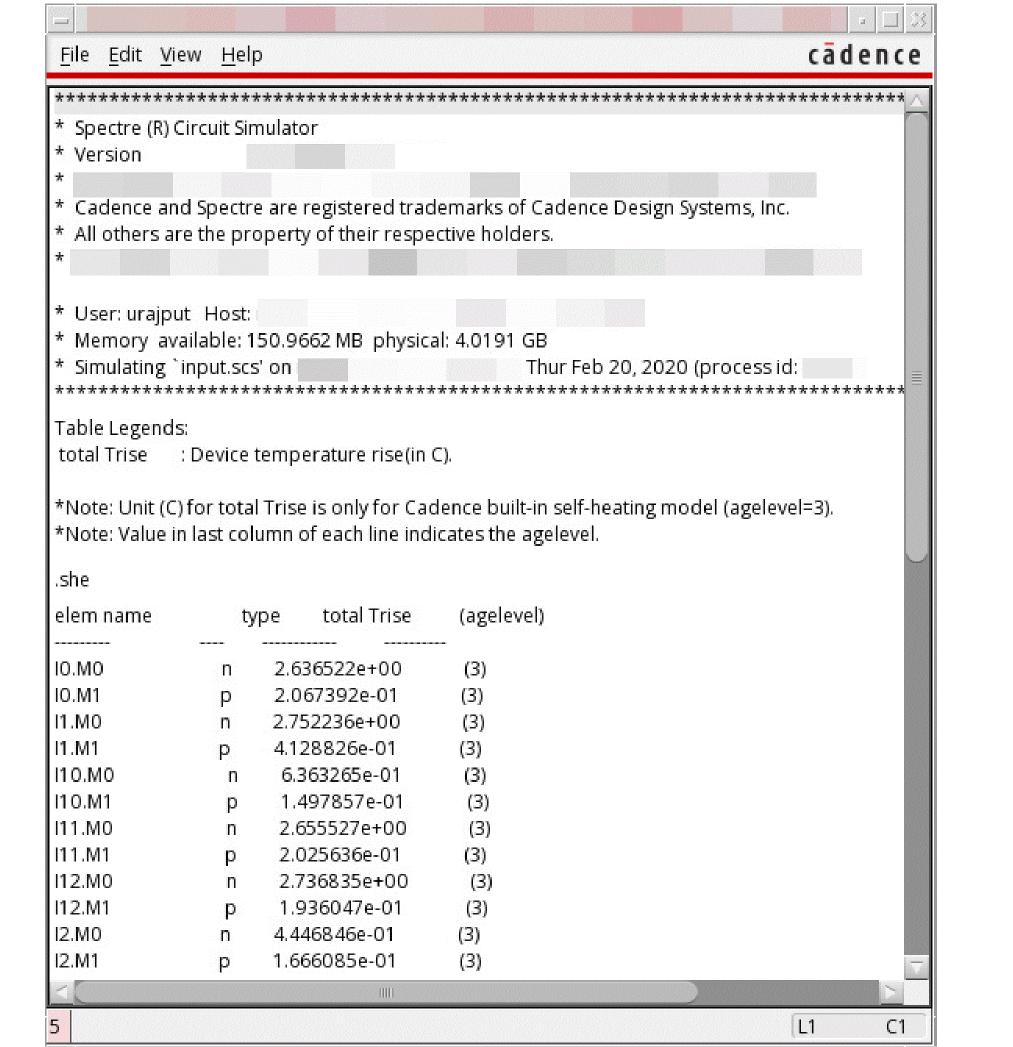 File Edit View Help cādence
*******************************************************************************
* Spectre (R) Circuit Simulator
* Version
*
* Cadence and Spectre are registered trademarks of Cadence Design Systems, Inc.
* All others are the property of their respective holders.
*
* User: urajput Host:
* Memory available: 150.9662 MB physical: 4.0191 GB
* Simulating `input.scs' on Thur Feb 20, 2020 (process id:
*******************************************************************************
Table Legends:
total Trise : Device temperature rise(in C).
*Note: Unit (C) for total Trise is only for Cadence built-in self-heating model (agelevel=3).
*Note: Value in last column of each line indicates the agelevel.
.she
elem name type total Trise (agelevel)
--------- ---- ------------ ----------
I0.M0 n 2.636522e+00 (3)
I0.M1 p 2.067392e-01 (3)
I1.M0 n 2.752236e+00 (3)
I1.M1 p 4.128826e-01 (3)
I10.M0 n 6.363265e-01 (3)
I10.M1 p 1.497857e-01 (3)
I11.M0 n 2.655527e+00 (3)
I11.M1 p 2.025636e-01 (3)
I12.M0 n 2.736835e+00 (3)
I12.M1 p 1.936047e-01 (3)
I2.M0 n 4.446846e-01 (3)
I2.M1 p 1.666085e-01 (3)
5 L1 C1